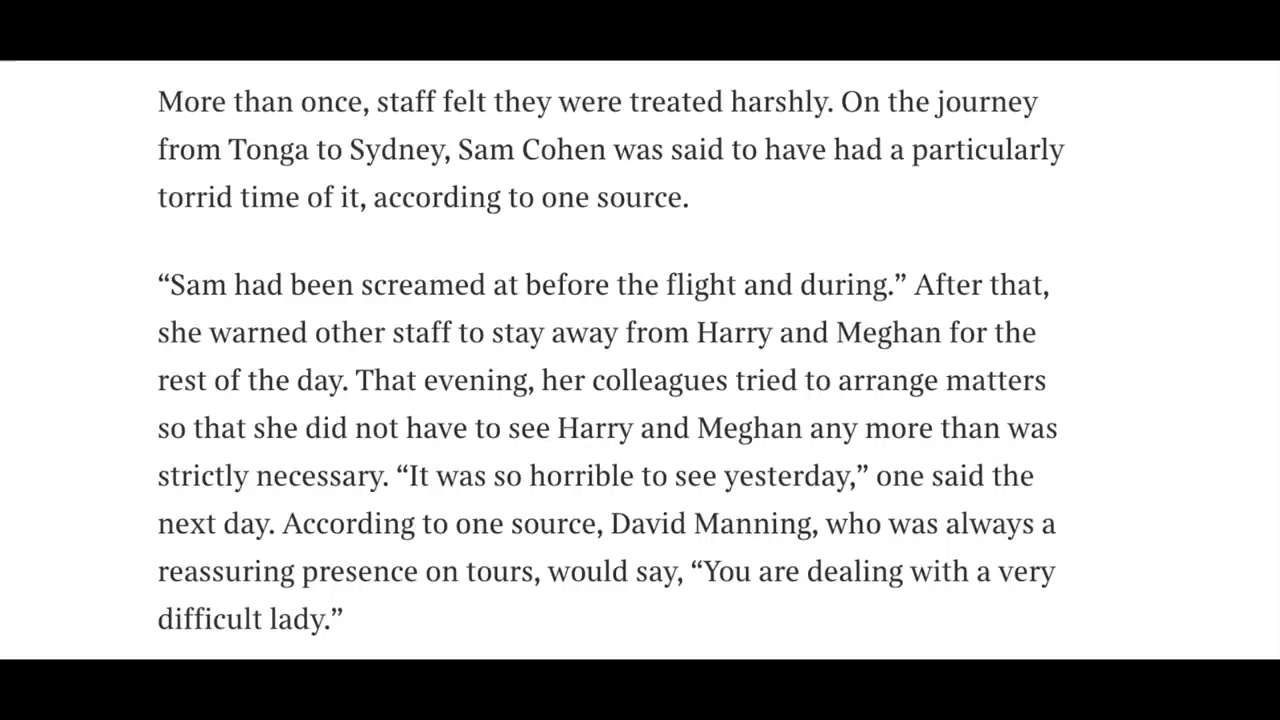 More than once, staff felt they were treated harshly. On the journey
from Tonga to Sydney, Sam Cohen was said to have had a particularly
torrid time of it, according to one source.
“Sam had been screamed at before the flight and during.” After that,
she warned other staff to stay away from Harry and Meghan for the
rest of the day. That evening, her colleagues tried to arrange matters
so that she did not have to see Harry and Meghan any more than was
strictly necessary. “It was so horrible to see yesterday,” one said the
next day. According to one source, David Manning, who was always a
reassuring presence on tours, would say, “You are dealing with a very
difficult lady.”